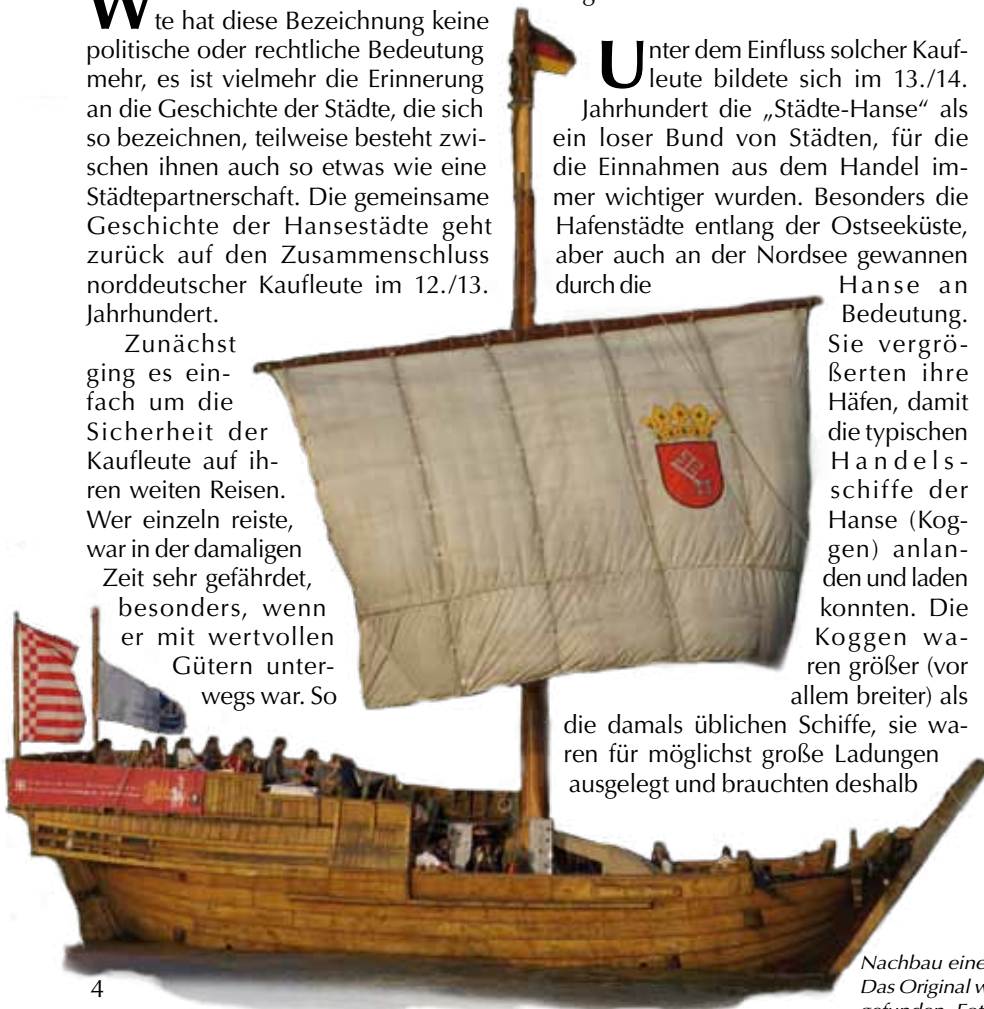 W te hat diese Bezeichnung keine
politische oder rechtliche Bedeutung
mehr, es ist vielmehr die Erinnerung
an die Geschichte der Städte, die sich
so bezeichnen, teilweise besteht zwi-
schen ihnen auch so etwas wie eine
Städtepartnerschaft. Die gemeinsame
Geschichte der Hansestädte geht
zurück auf den Zusammenschluss
norddeutscher Kaufleute im 12./13.
Jahrhundert.
Zunächst
ging es ein-
fach um die
Sicherheit der
Kaufleute auf ih-
ren weiten Reisen.
Wer einzeln reiste,
war in der damaligen
Zeit sehr gefährdet,
besonders, wenn
er mit wertvollen
Gütern unter-
wegs war. So
Unter dem Einfluss solcher Kauf-
leute bildete sich im 13./14.
Jahrhundert die „Städte-Hanse“ als
ein loser Bund von Städten, für die
die Einnahmen aus dem Handel im-
mer wichtiger wurden. Besonders die
Hafenstädte entlang der Ostseeküste,
aber auch an der Nordsee gewannen
durch die Hanse an
Bedeutung.
Sie vergrö-
ßerten ihre
Häfen, damit
die typischen
Handels-
schiffe der
Hanse (Kog-
gen) anlan-
den und laden
konnten. Die
Koggen wa-
ren größer (vor
allem breiter) als
die damals üblichen Schiffe, sie wa-
ren für möglichst große Ladungen
ausgelegt und brauchten deshalb
Nachbau eine
Das Original w
4